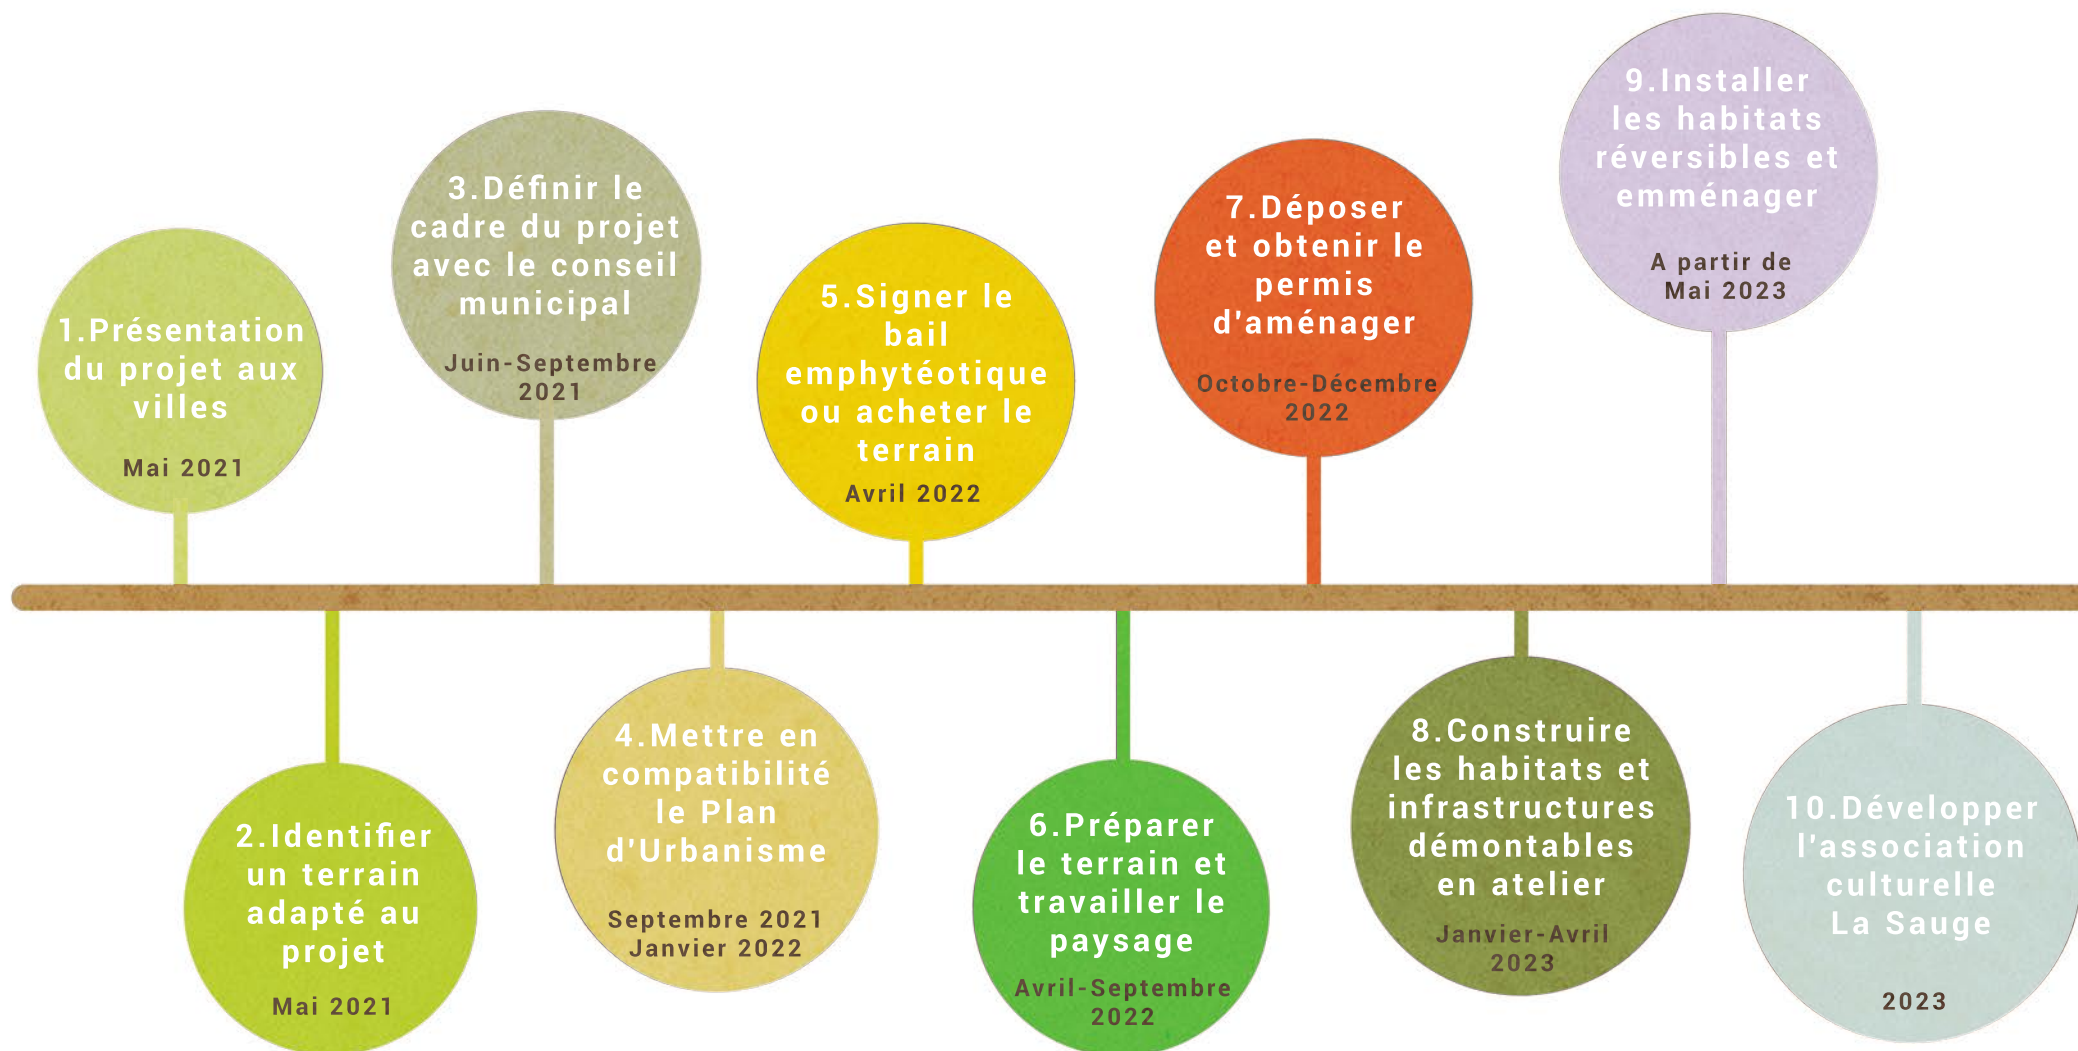 1.Présentation
du projet aux
villes
Mai 2021
2.Identifier
un terrain
adapté au
projet
Mai 2021
3.Définir le
cadre du projet
avec le conseil
municipal
Juin-Septembre
2021
4.Mettre en
compatibilité
le Plan
d'Urbanisme
Septembre 2021
Janvier 2022
5.Signer le
bail
emphytéotique
ou acheter le
terrain
Avril 2022
6.Préparer
le terrain et
travailler le
paysage
Avril-Septembre
2022
7.Déposer
et obtenir le
permis
d'aménager
Octobre-Décembre
2022
8.Construire
les habitats et
infrastructures
démontables
en atelier
Janvier-Avril
2023
9.Installer
les habitats
réversibles et
emménager
A partir de
Mai 2023
10.Développer
l'association
culturelle
La Sauge
2023